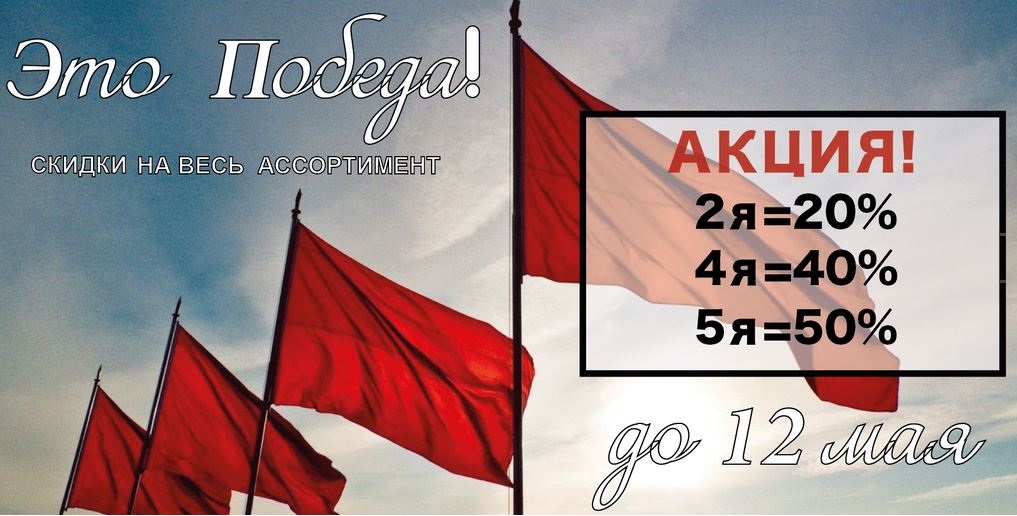 Это Победа!
СКИДКИ НА ВЕСЬ АССОРТИМЕНТ
АКЦИЯ!
2я=20%
4я=40%
5я=50%
до 12 мая